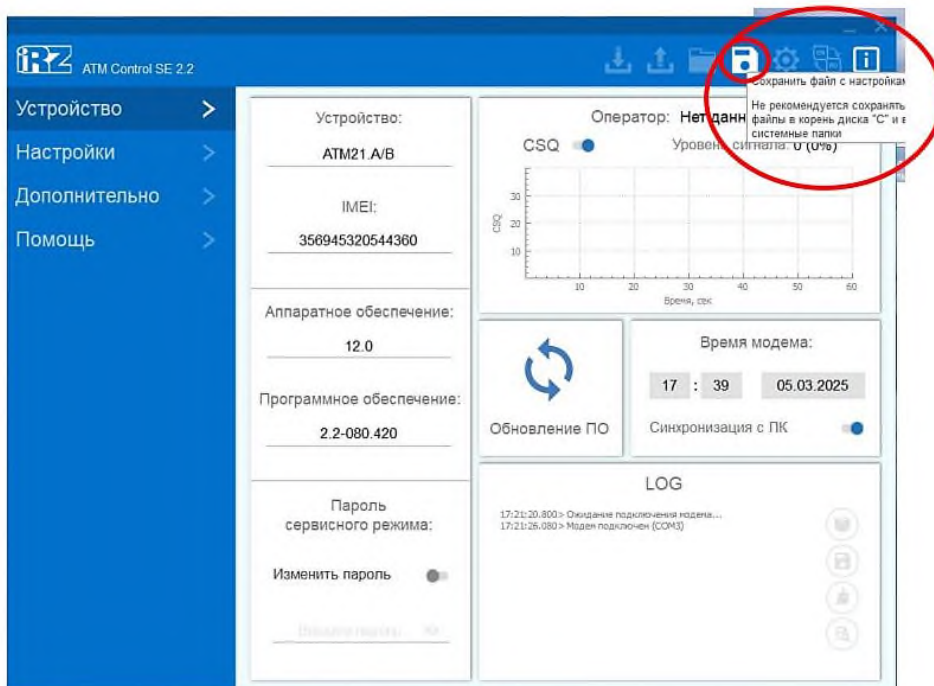 iRZ ATM Control SE 2.2
Сохранить файл с настройкам
Не рекомендуется сохранять
файлы в корень диска "С" и в
системные папки
Устройство >
Настройки >
Дополнительно >
Помощь >
Устройство:
ATM21.A/B
IMEI:
356945320544360
Аппаратное обеспечение:
12.0
Программное обеспечение:
2.2-080.420
Пароль
сервисного режима:
Изменить пароль
Оператор: Нет данн
CSQ
Уровень сигнала: 0 (0%)
CSQ
30
20
10
10 20 30 40 50 60
Время, сек
Обновление ПО
Время модема:
17 : 39 05.03.2025
Синхронизация с ПК
LOG
17:21:20.800> Ожидание подключения модема...
17:21:26.080> Модем подключен (COM3)